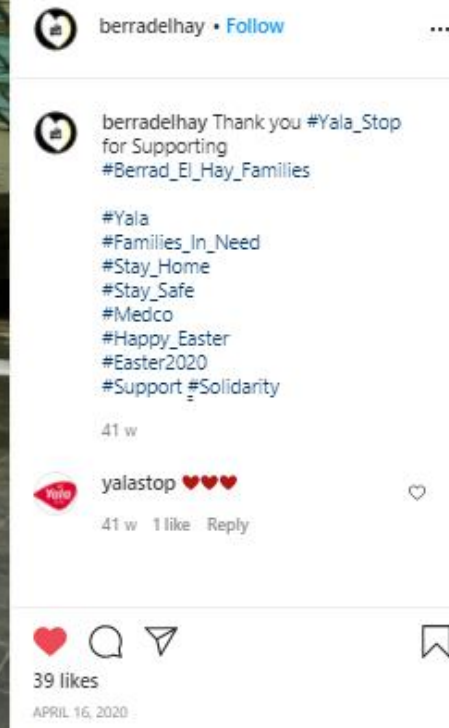 berradelhay • Follow
...
berradelhay Thank you #Yala_Stop
for Supporting
#Berrad_El_Hay_Families
#Yala
#Families_In_Need
#Stay_Home
#Stay_Safe
#Medco
#Happy_Easter
#Easter2020
#Support #Solidarity
41 w
Yala
yalastop ❤❤❤
41 w 1 like Reply
39 likes
APRIL 16, 2020